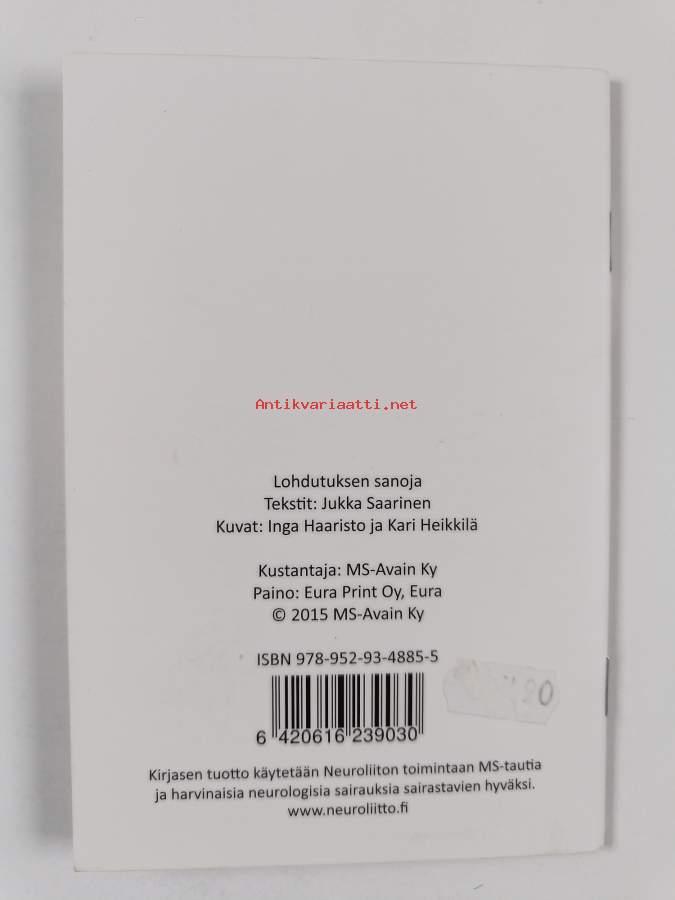 Antikvariaatti.net
Lohdutuksen sanoja
Tekstit: Jukka Saarinen
Kuvat: Inga Haaristo ja Kari Heikkilä
Kustantaja: MS-Avain Ky
Paino: Eura Print Oy, Eura
© 2015 MS-Avain Ky
ISBN 978-952-93-4885-5
6 420616 239030
Kirjasen tuotto käytetään Neuroliiton toimintaan MS-tautia
ja harvinaisia neurologisia sairauksia sairastavien hyväksi.
www.neuroliitto.fi